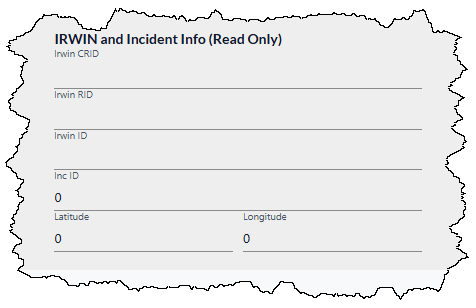 IRWIN and Incident Info (Read Only)
Irwin CRID
Irwin RID
Irwin ID
Inc ID
0
Latitude Longitude
0 0